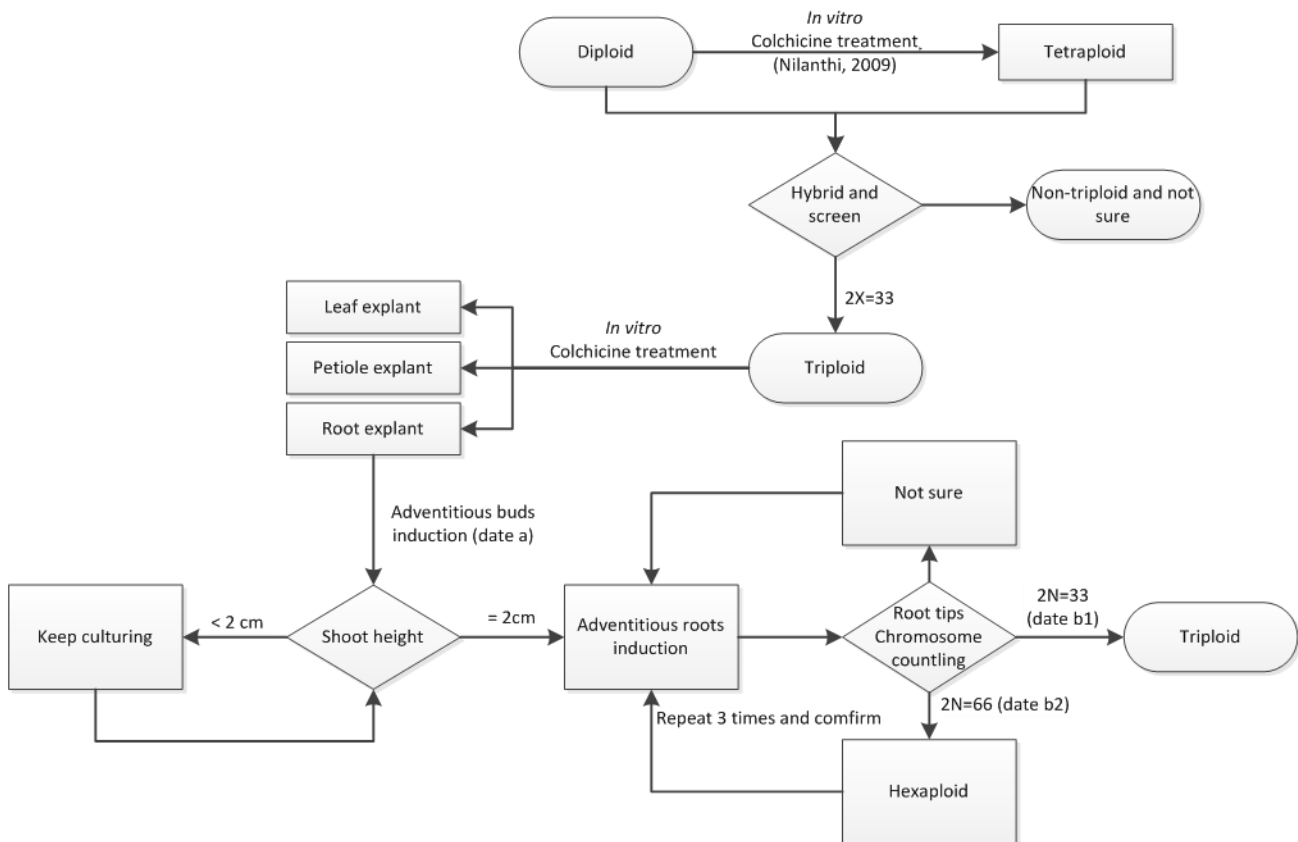 In vitro
Colchicine treatment,
(Nilanthi, 2009)
Diploid
Tetraploid
Hybrid and
screen
Non-triploid and not
sure
2X=33
Leaf explant
In vitro
Colchicine treatment
Petiole explant
Triploid
Root explant
Adventitious buds
induction (date a)
Not sure
Keep culturing
< 2 cm
Shoot height
= 2cm
Adventitious roots
induction
Root tips
Chromosome
countling
2N=33
(date b1)
Triploid
2N=66 (date b2)
Repeat 3 times and comfirm
Hexaploid